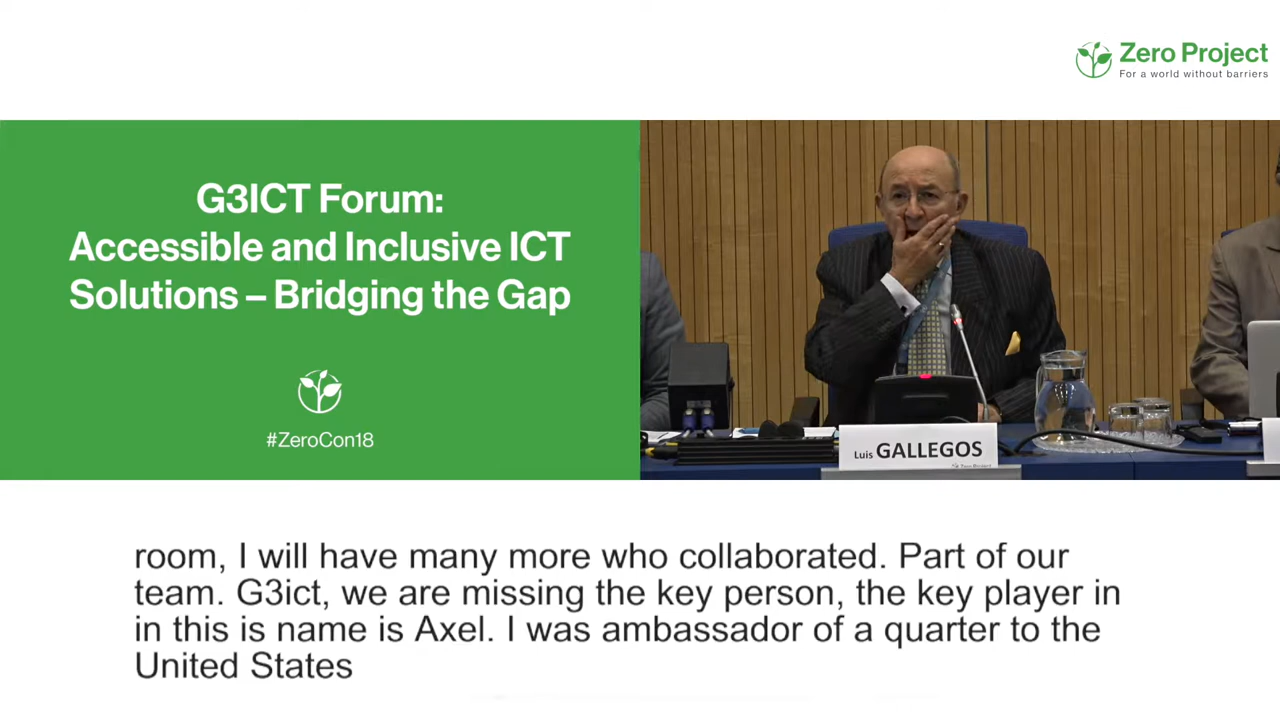 Zero Project
For a world without barriers
G3ICT Forum:
Accessible and Inclusive ICT
Solutions – Bridging the Gap
#ZeroCon18
Luis GALLEGOS
Zero Project
room, I will have many more who collaborated. Part of our
team. G3ict, we are missing the key person, the key player in
in this is name is Axel. I was ambassador of a quarter to the
United States